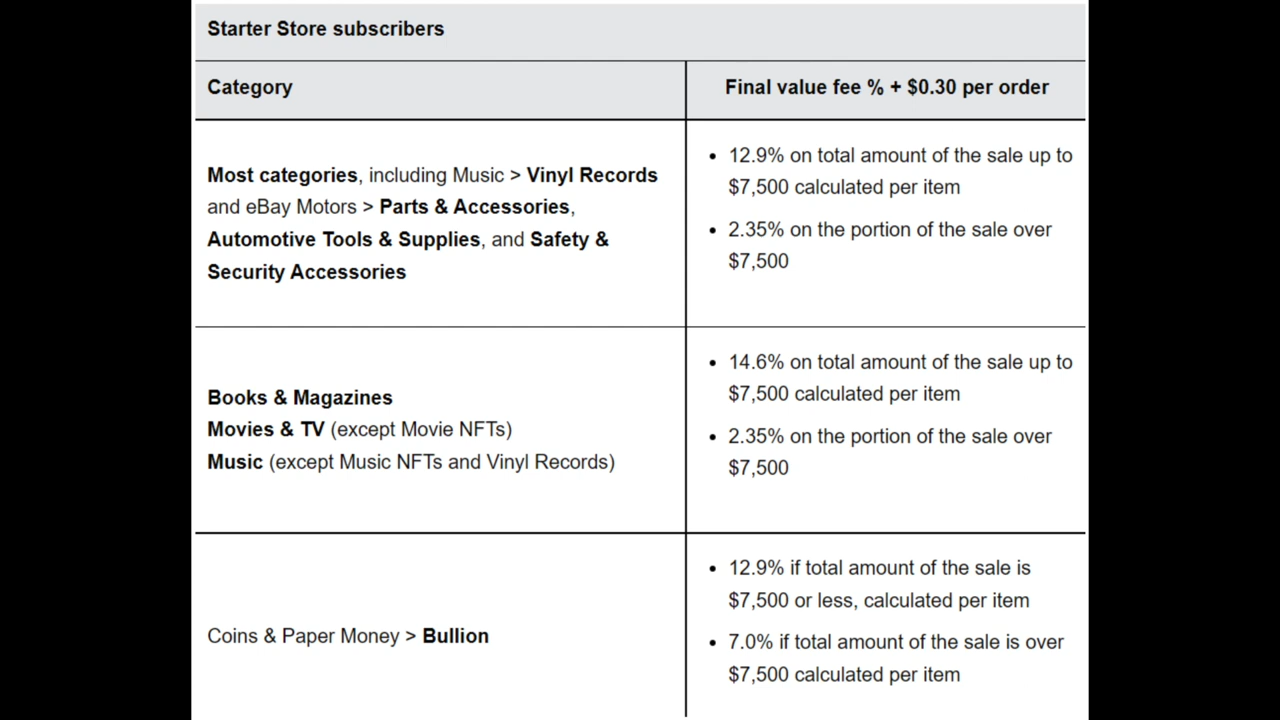 Starter Store subscribers
Category
Final value fee % + $0.30 per order
Most categories, including Music > Vinyl Records
and eBay Motors > Parts & Accessories,
Automotive Tools & Supplies, and Safety &
Security Accessories
• 12.9% on total amount of the sale up to
$7,500 calculated per item
• 2.35% on the portion of the sale over
$7,500
Books & Magazines
Movies & TV (except Movie NFTs)
Music (except Music NFTs and Vinyl Records)
• 14.6% on total amount of the sale up to
$7,500 calculated per item
• 2.35% on the portion of the sale over
$7,500
Coins & Paper Money > Bullion
• 12.9% if total amount of the sale is
$7,500 or less, calculated per item
• 7.0% if total amount of the sale is over
$7,500 calculated per item